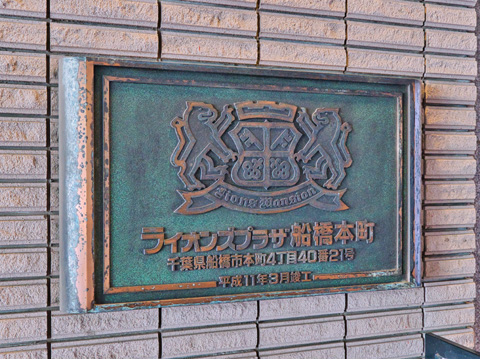 Lions Mansion
ライオンズプラザ船橋本町
千葉県船橋市本町4丁目40番21号
平成11年3月竣工